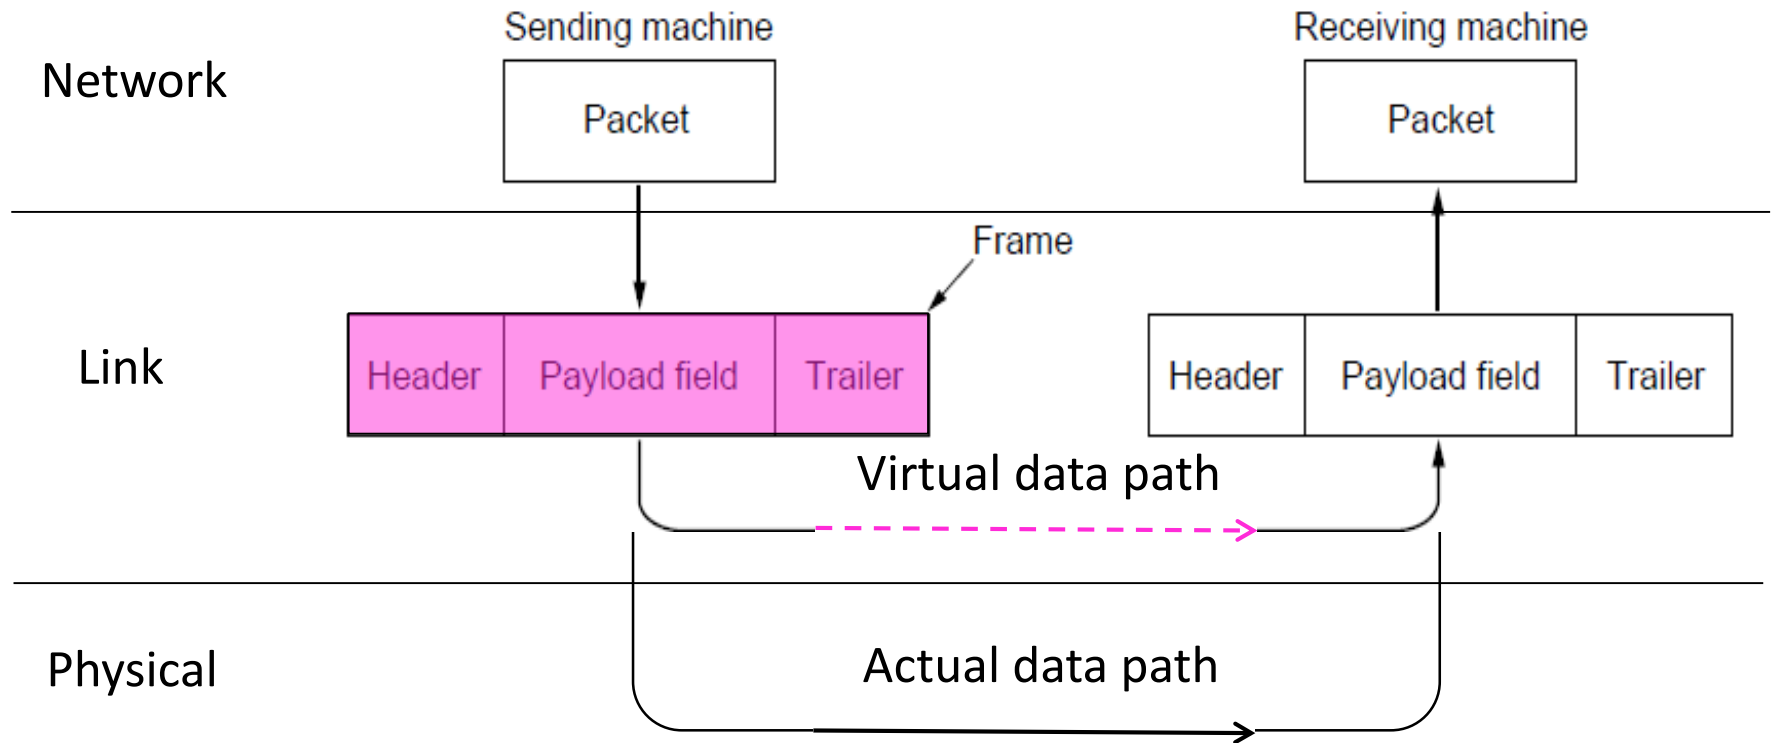 Sending machine
Receiving machine
Network
Packet
Packet
Frame
Link
Header
Payload field
Trailer
Header
Payload field
Trailer
Virtual data path
Physical
Actual data path